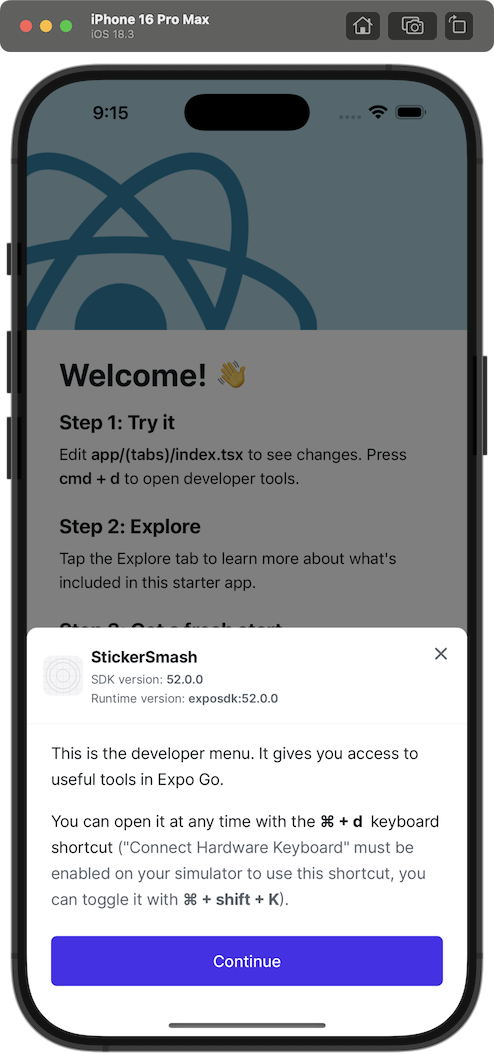 iPhone 16 Pro Max
iOS 18.3
9:15
Welcome! 👋
Step 1: Try it
Edit app/(tabs)/index.tsx to see changes. Press
cmd + d to open developer tools.
Step 2: Explore
Tap the Explore tab to learn more about what's
included in this starter app.
Step 3: Get a fresh start
StickerSmash
SDK version: 52.0.0
Runtime version: exposdk:52.0.0
This is the developer menu. It gives you access to
useful tools in Expo Go.
You can open it at any time with the ⌘ + d keyboard
shortcut ("Connect Hardware Keyboard" must be
enabled on your simulator to use this shortcut, you
can toggle it with ⌘ + shift + K).
Continue